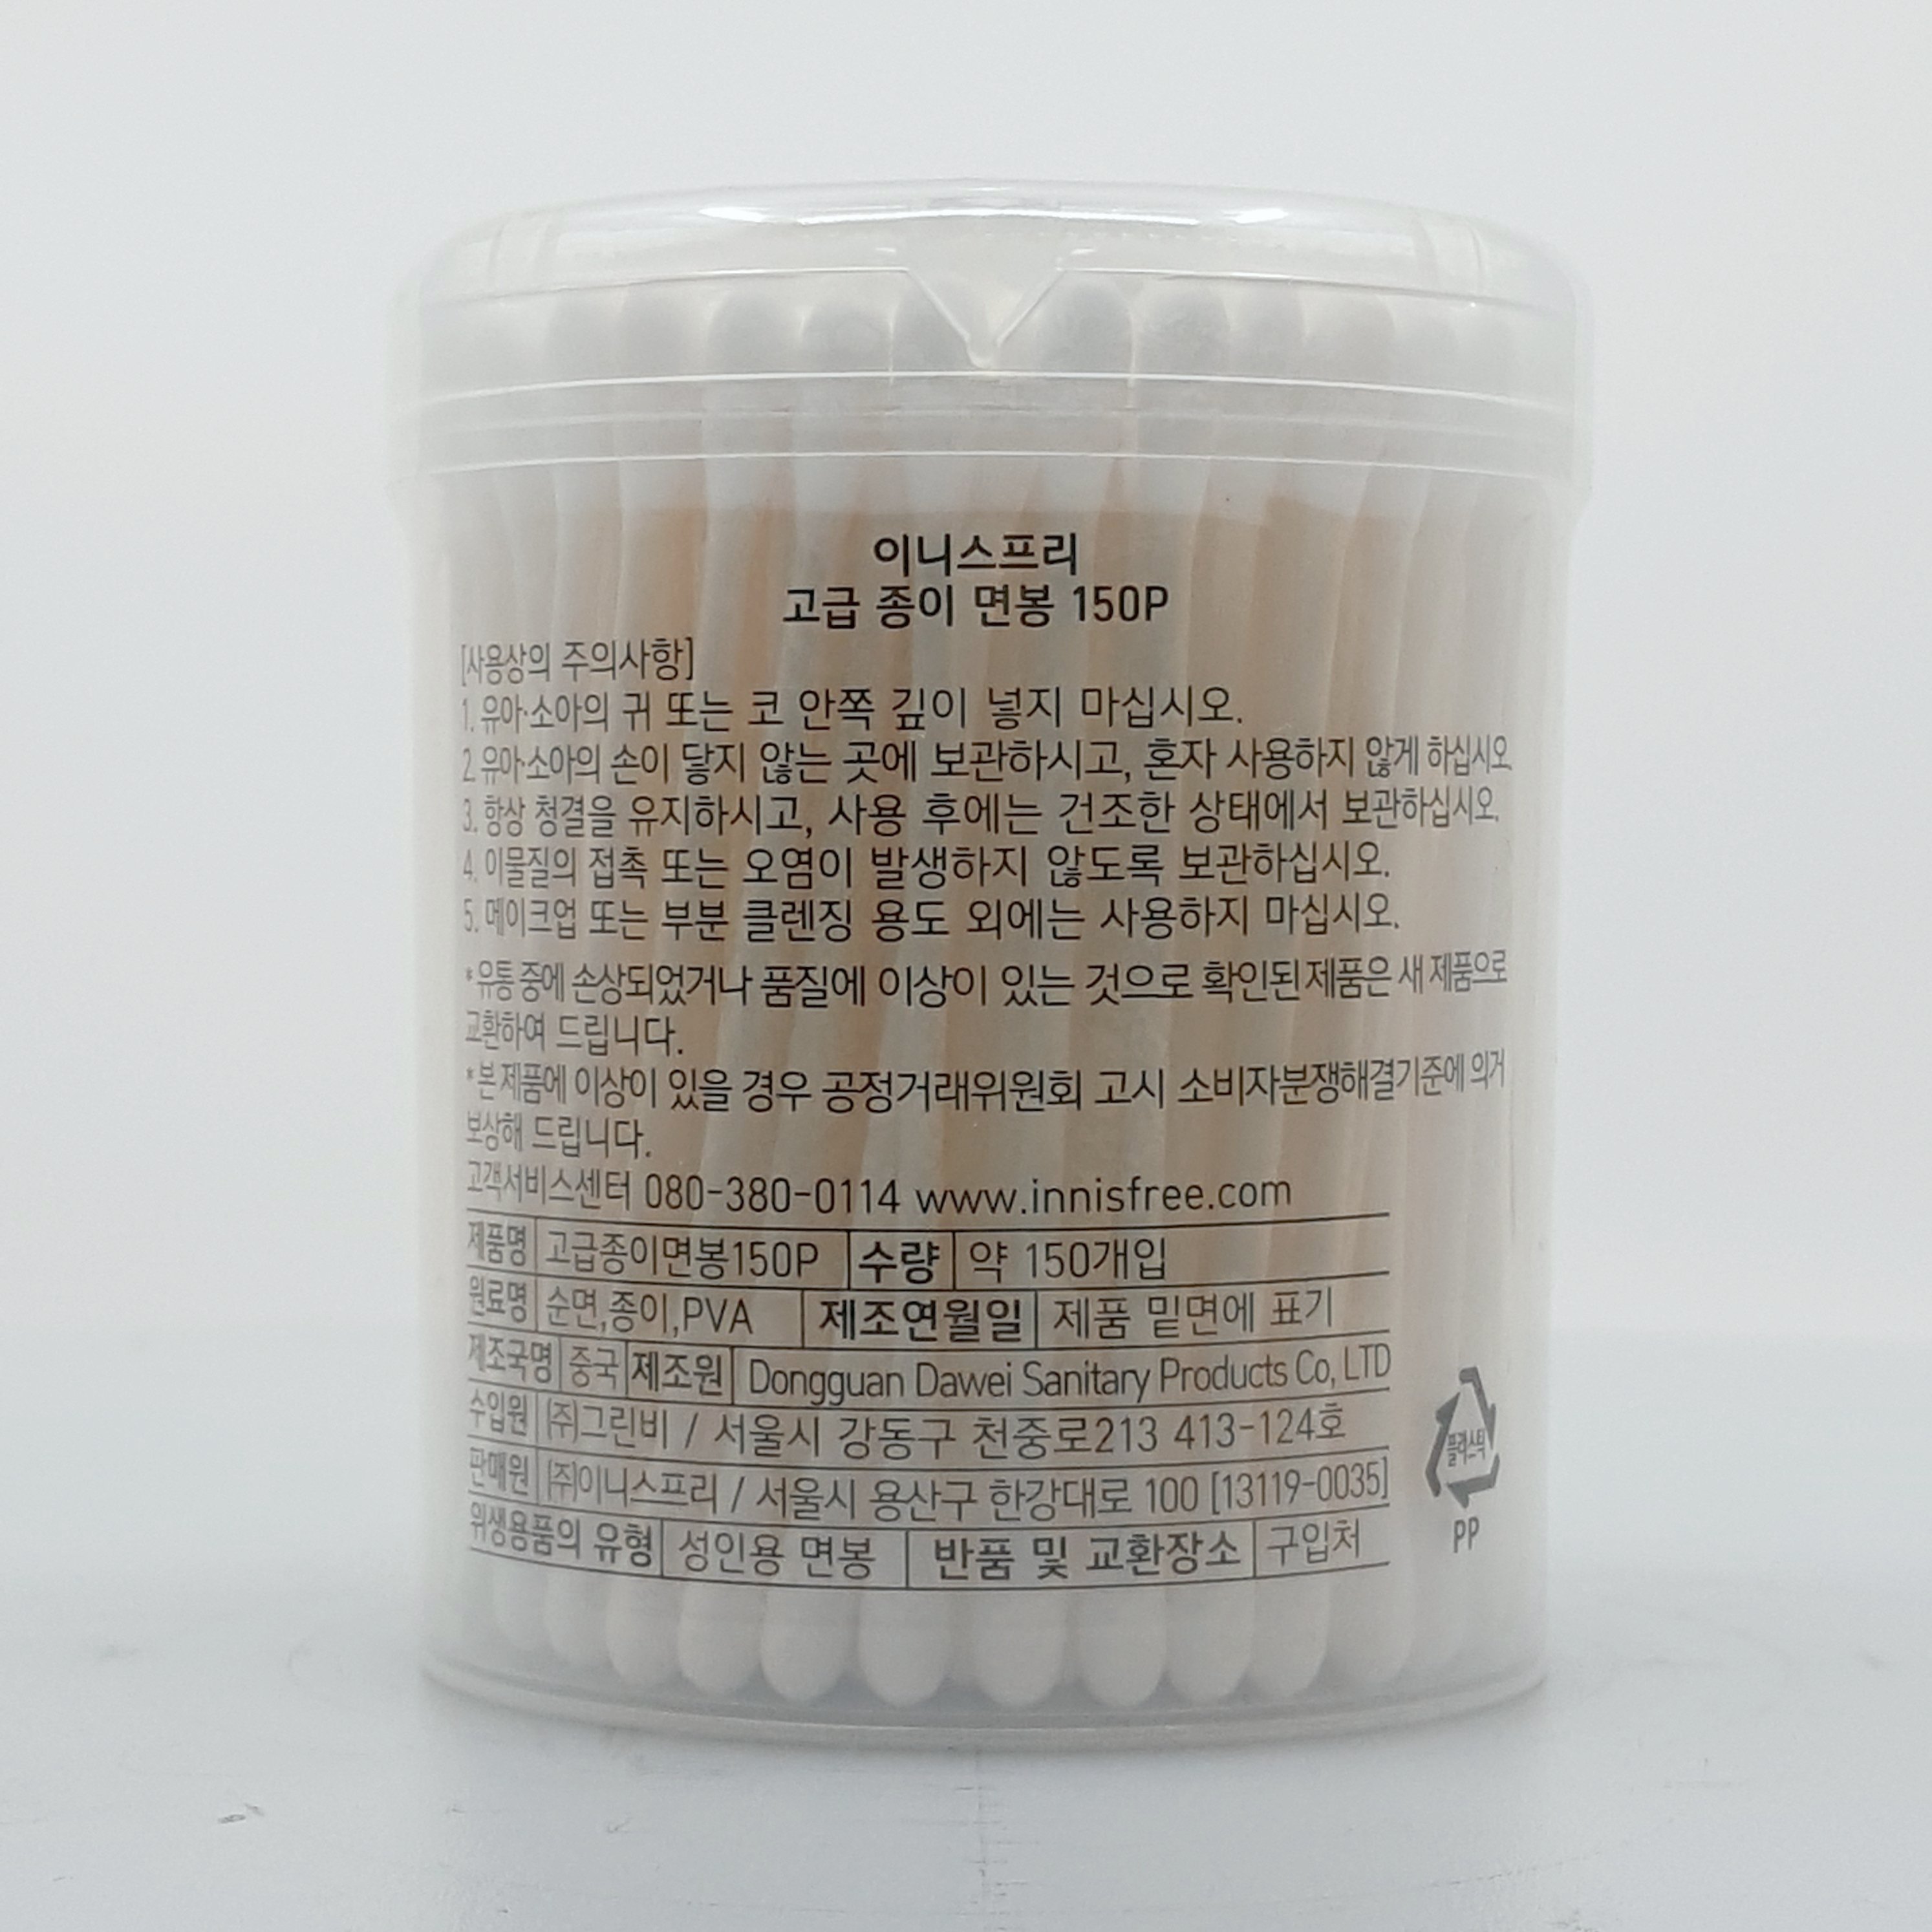 이니스프리
고급 종이 면봉 150P
[사용상의 주의사항]
1. 유아·소아의 귀 또는 코 안쪽 깊이 넣지 마십시오.
2. 유아·소아의 손이 닿지 않는 곳에 보관하시고, 혼자 사용하지 않게 하십시오.
3. 항상 청결을 유지하시고, 사용 후에는 건조한 상태에서 보관하십시오.
4. 이물질의 접촉 또는 오염이 발생하지 않도록 보관하십시오.
5. 메이크업 또는 부분 클렌징 용도 외에는 사용하지 마십시오.
*유통 중에 손상되었거나 품질에 이상이 있는 것으로 확인된 제품은 새 제품으로
교환하여 드립니다.
*본 제품에 이상이 있을 경우 공정거래위원회 고시 소비자분쟁해결기준에 의거
보상해 드립니다.
고객서비스센터 080-380-0114 www.innisfree.com
제품명 고급종이면봉150P 수량 약 150개입
원료명 순면,종이,PVA 제조연월일 제품 밑면에 표기
제조국명 중국 제조원 Dongguan Dawei Sanitary Products Co, LTD
수입원 (주)그린비 / 서울시 강동구 천중로213 413-124호
판매원 (주)이니스프리 / 서울시 용산구 한강대로 100 [13119-0035]
위생용품의 유형 성인용 면봉 반품 및 교환장소 구입처
플라스틱
PP